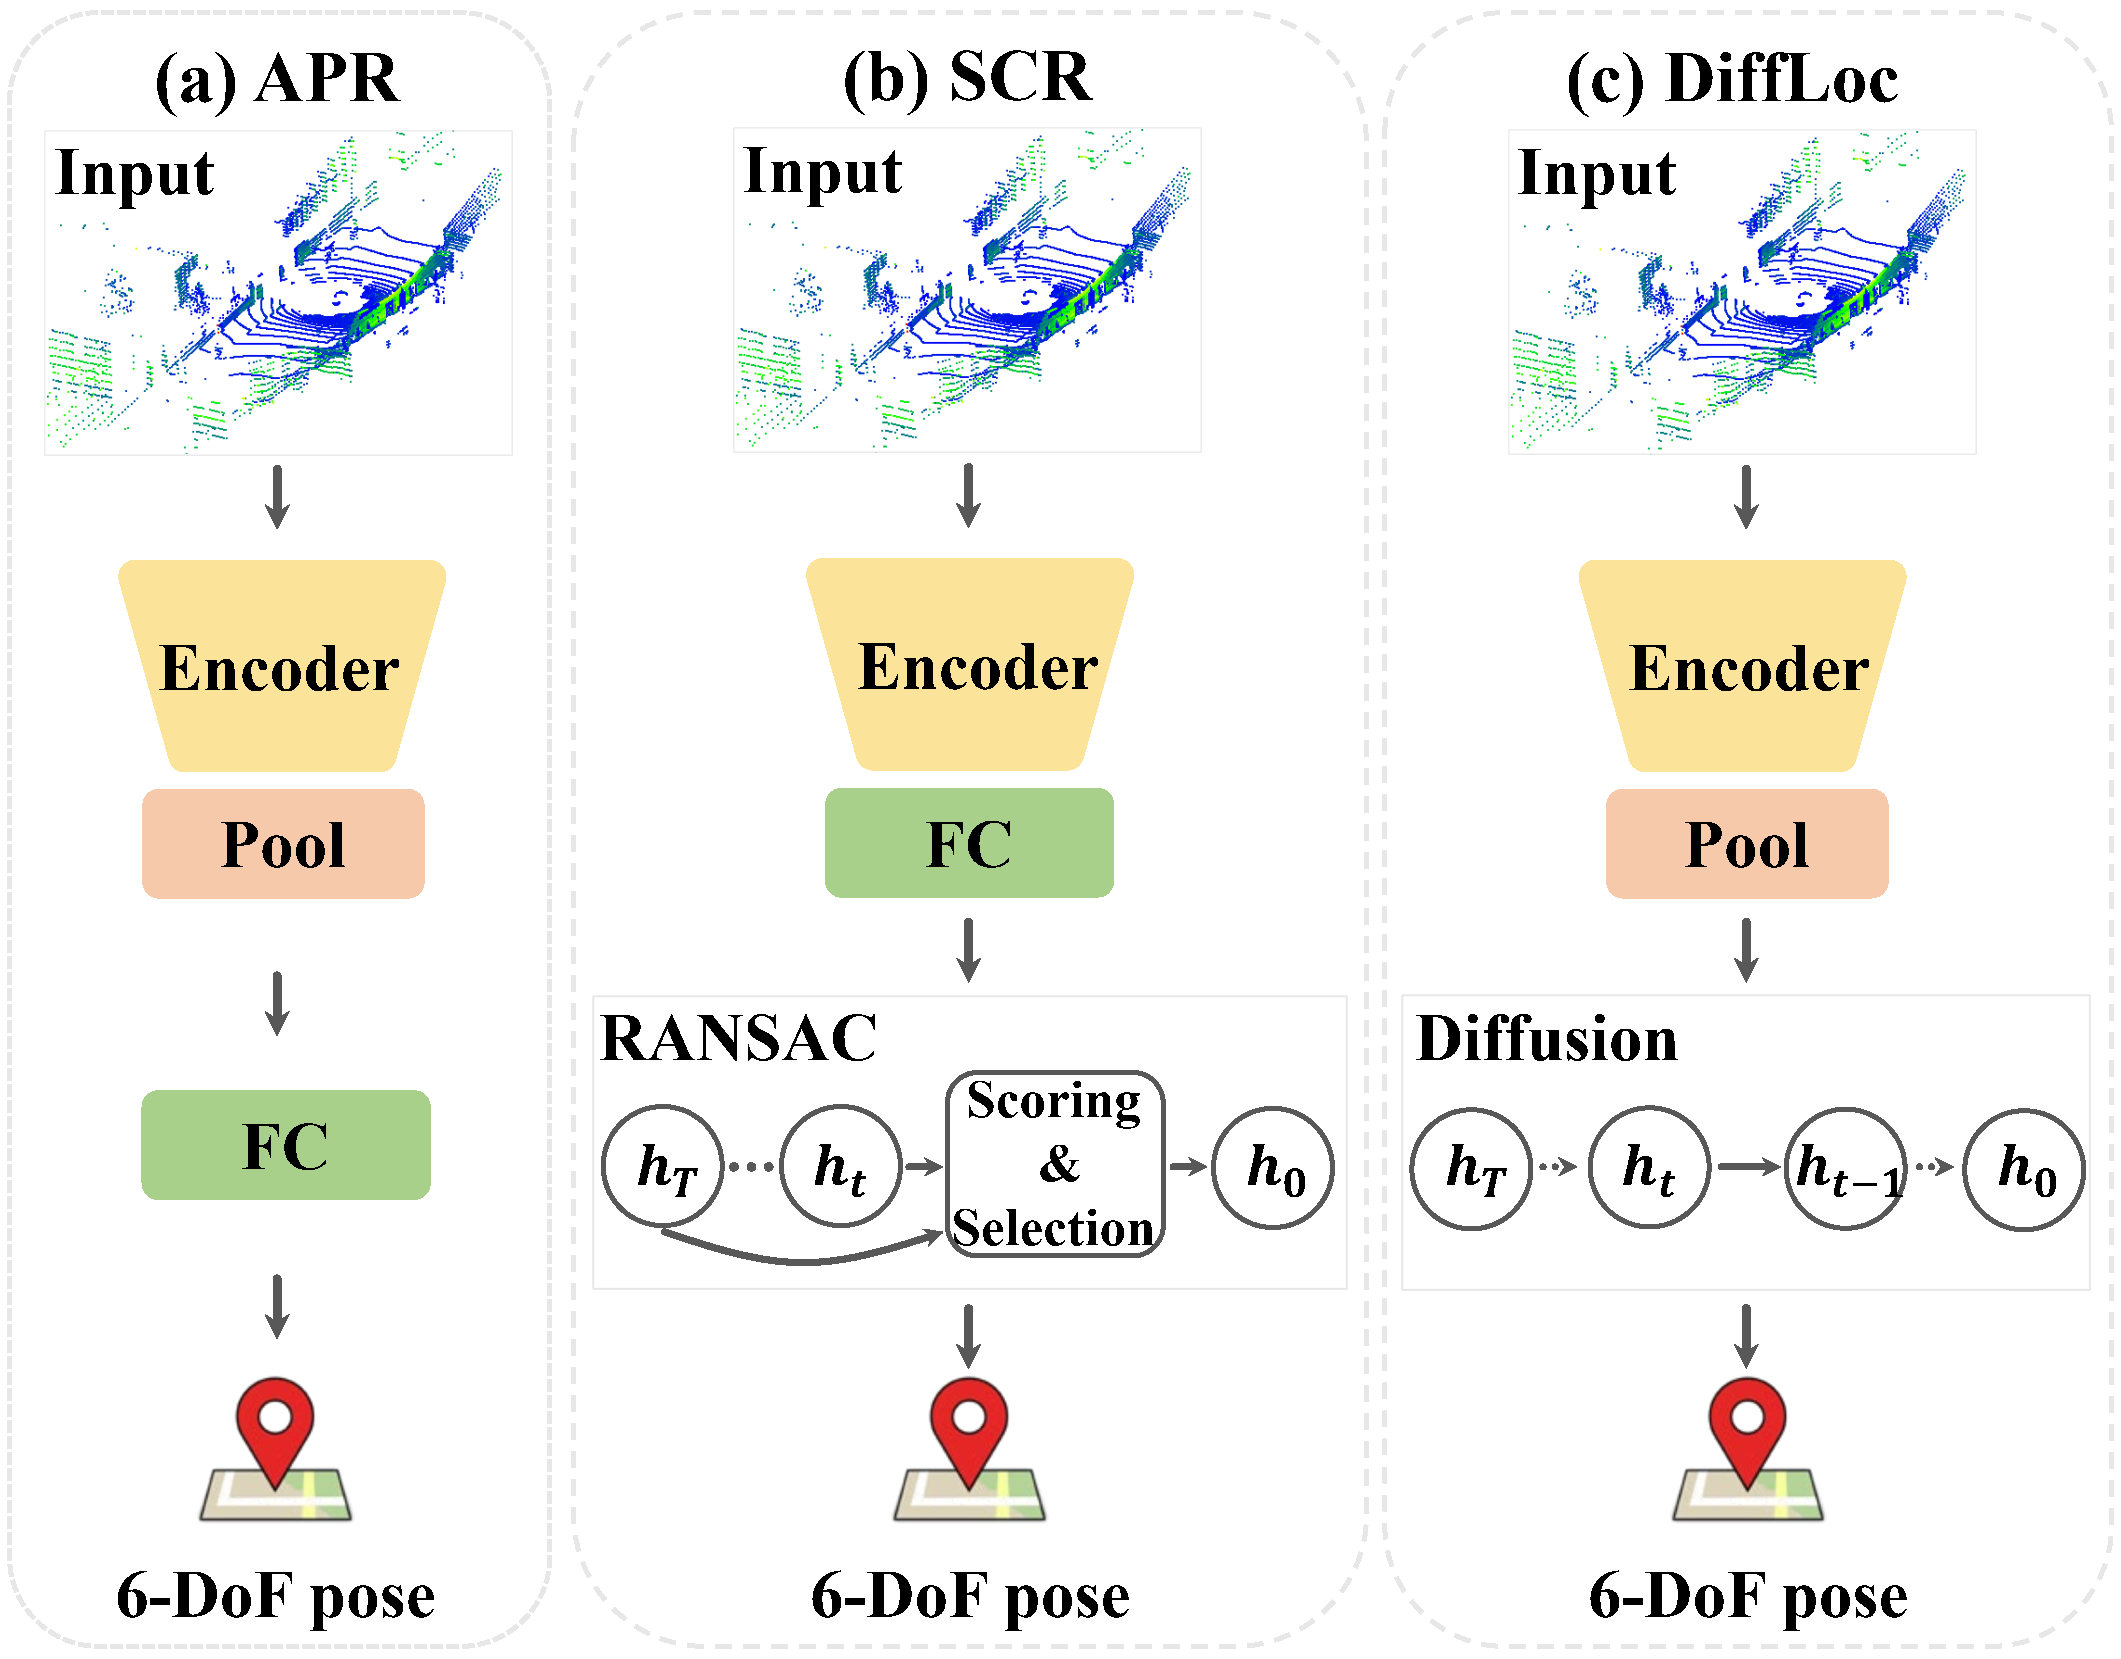 (a) APR
Input
Encoder
Pool
FC
6-DoF pose
(b) SCR
Input
Encoder
FC
RANSAC
h_T
h_t
Scoring
&
Selection
h_0
6-DoF pose
(c) DiffLoc
Input
Encoder
Pool
Diffusion
h_T
h_t
h_{t-1}
h_0
6-DoF pose